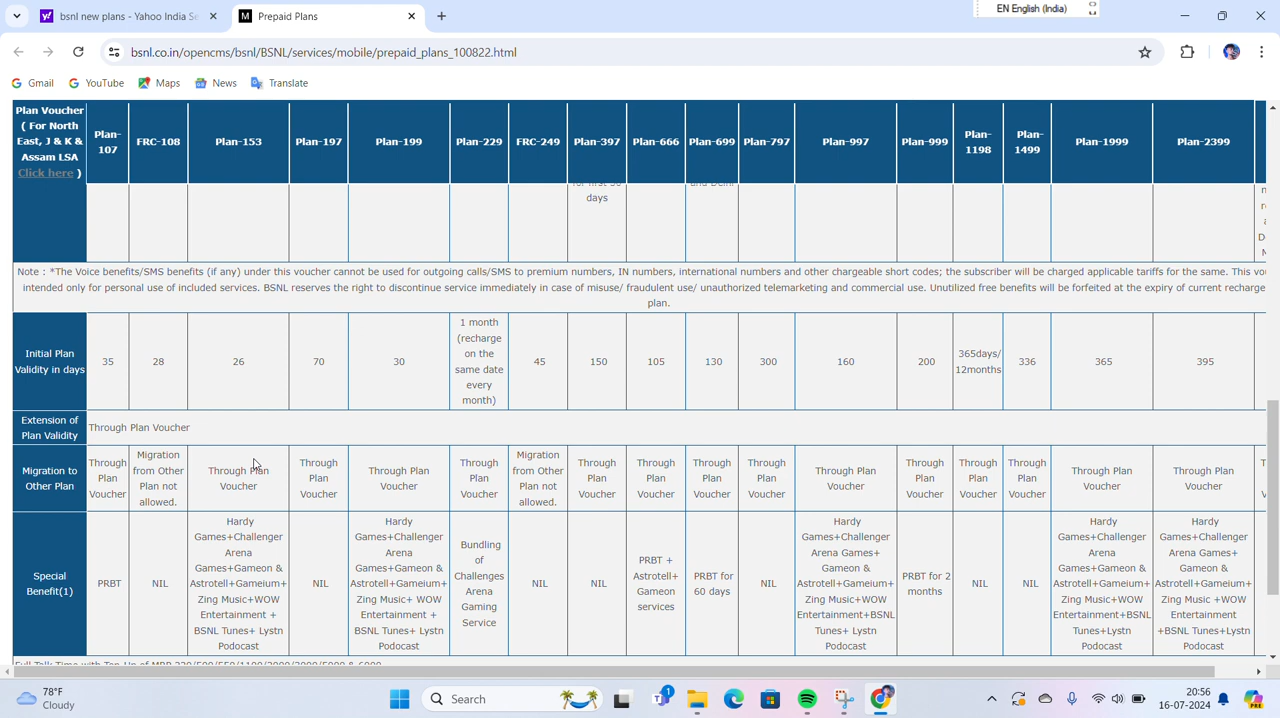 bsnl new plans - Yahoo India Se
Prepaid Plans
EN English (India)
bsnl.co.in/opencms/bsnl/BSNL/services/mobile/prepaid_plans_100822.html
Gmail YouTube Maps News Translate
Plan Voucher ( For North East, J & K & Assam LSA Click here ) Plan-107 FRC-108 Plan-153 Plan-197 Plan-199 Plan-229 FRC-249 Plan-397 Plan-666 Plan-699 Plan-797 Plan-997 Plan-999 Plan-1198 Plan-1499 Plan-1999 Plan-2399
days
Note : *The Voice benefits/SMS benefits (if any) under this voucher cannot be used for outgoing calls/SMS to premium numbers, IN numbers, international numbers and other chargeable short codes; the subscriber will be charged applicable tariffs for the same. This vou
intended only for personal use of included services. BSNL reserves the right to discontinue service immediately in case of misuse/ fraudulent use/ unauthorized telemarketing and commercial use. Unutilized free benefits will be forfeited at the expiry of current recharge
plan.
Initial Plan Validity in days 35 28 26 70 30 1 month (recharge on the same date every month) 45 150 105 130 300 160 200 365days/ 12months 336 365 395
Extension of Plan Validity Through Plan Voucher
Migration to Other Plan Through Plan Voucher Migration from Other Plan not allowed. Through Plan Voucher Through Plan Voucher Through Plan Voucher Through Plan Voucher Migration from Other Plan not allowed. Through Plan Voucher Through Plan Voucher Through Plan Voucher Through Plan Voucher Through Plan Voucher Through Plan Voucher Through Plan Voucher Through Plan Voucher Through Plan Voucher Through Plan Voucher
Special Benefit(1) PRBT NIL Hardy Games+Challenger Arena Games+Gameon & Astrotell+Gameium+ Zing Music+WOW Entertainment + BSNL Tunes+ Lystn Podocast NIL Hardy Games+Challenger Arena Games+Gameon & Astrotell+Gameium+ Zing Music+ WOW Entertainment + BSNL Tunes+ Lystn Podocast Bundling of Challenges Arena Gaming Service NIL NIL PRBT + Astrotell+ Gameon services PRBT for 60 days NIL Hardy Games+Challenger Arena Games+ Gameon & Astrotell+Gameium+ Zing Music+WOW Entertainment+BSNL Tunes+ Lystn Podocast PRBT for 2 months NIL NIL Hardy Games+Challenger Arena Games+Gameon & Astrotell+Gameium+ Zing Music+WOW Entertainment+BSNL Tunes+Lystn Podocast Hardy Games+Challenger Arena Games+ Gameon & Astrotell+Gameium+ Zing Music +WOW Entertainment +BSNL Tunes+Lystn Podocast
78°F
Cloudy
Search
1
20:56
16-07-2024